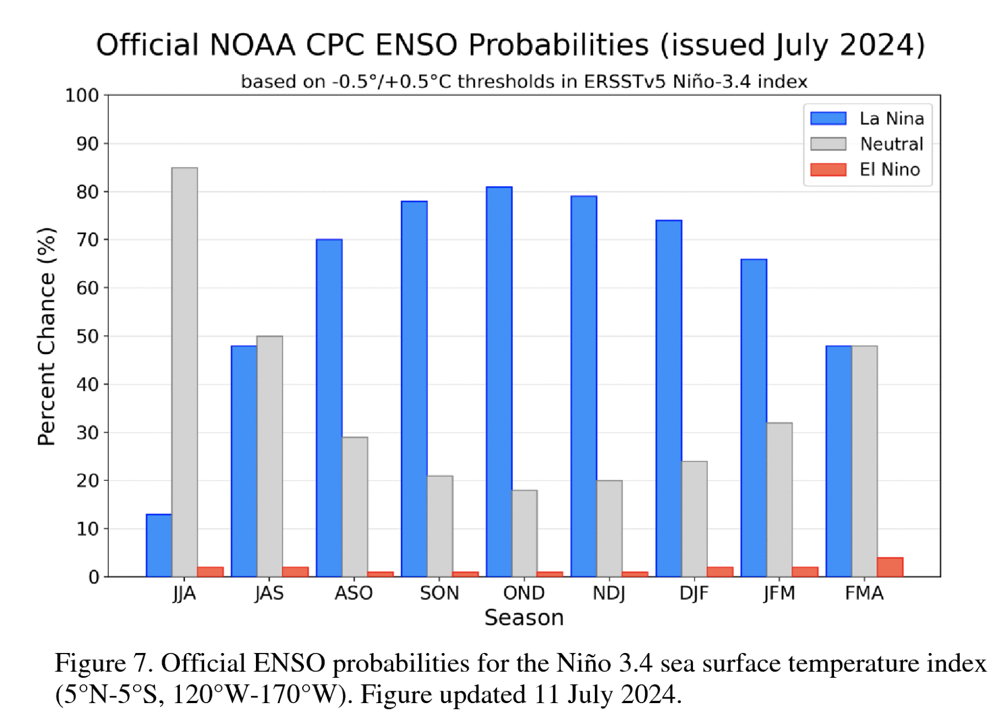 Official NOAA CPC ENSO Probabilities (issued July 2024)
based on -0.5°/+0.5°C thresholds in ERSSTv5 Niño-3.4 index
100
90
80
70
60
50
40
30
20
10
0
Percent Chance (%)
La Nina
Neutral
El Nino
JJA JAS ASO SON OND NDJ DJF JFM FMA
Season
Figure 7. Official ENSO probabilities for the Niño 3.4 sea surface temperature index
(5°N-5°S, 120°W-170°W). Figure updated 11 July 2024.